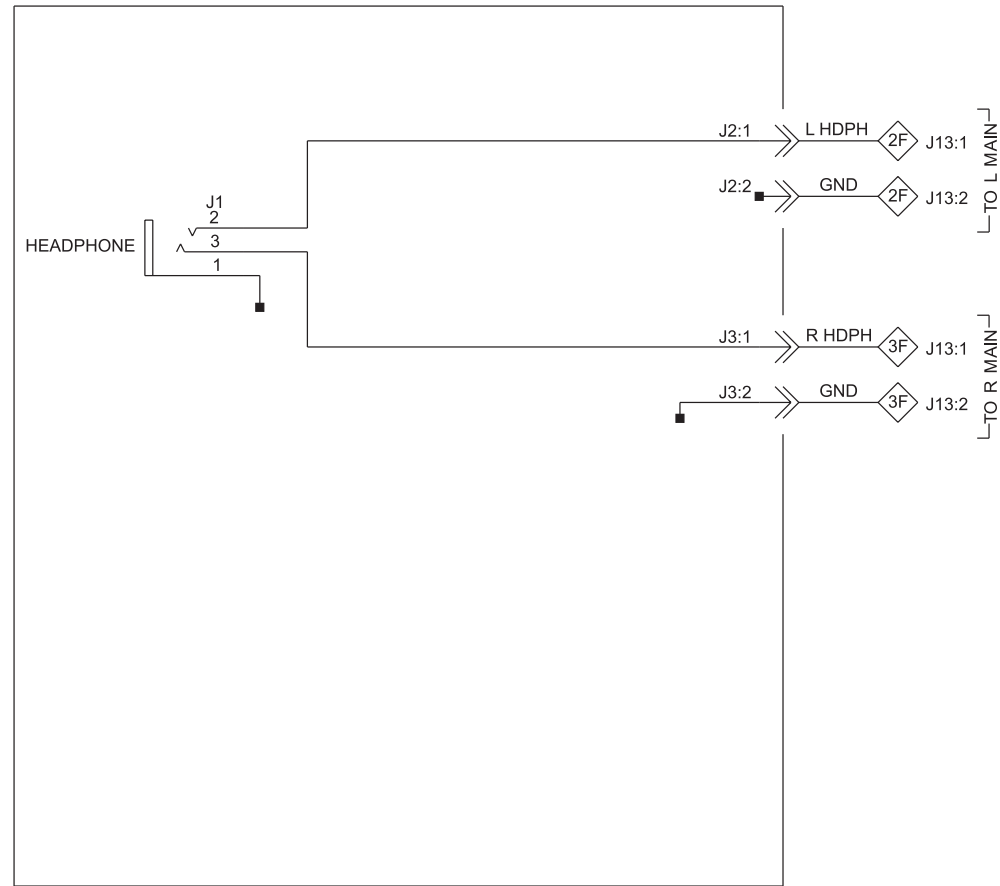 J2:1 L HDPH 2F J13:1
J2:2 GND 2F J13:2
TO L MAIN
J1
2
HEADPHONE
3
1
J3:1 R HDPH 3F J13:1
J3:2 GND 3F J13:2
TO R MAIN